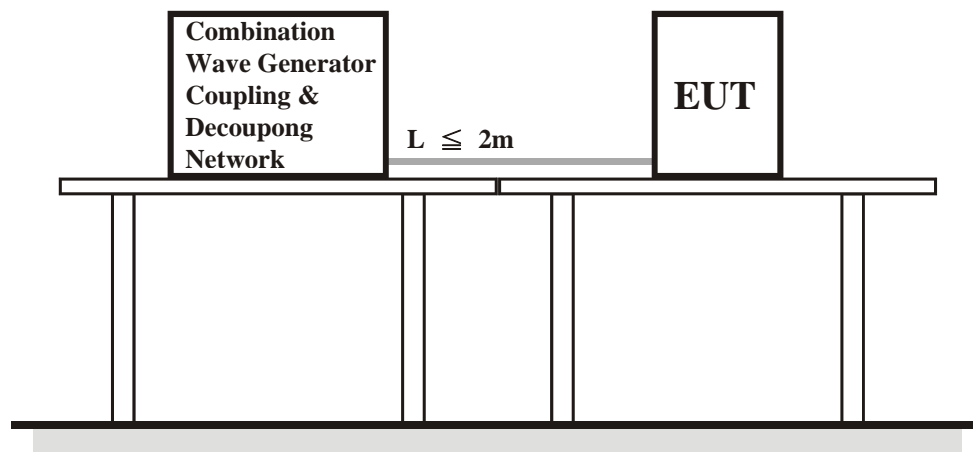 Combination
Wave Generator
Coupling &
Decoupong
Network
EUT
L ≦ 2m